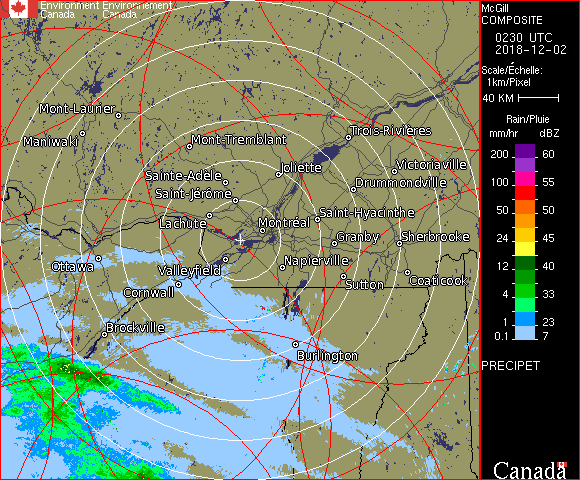 Environment Environnement
Canada Canada
McGill
COMPOSITE
0230 UTC
2018-12-02
Scale/Échelle:
1km/Pixel
40 KM
Rain/Pluie
mm/hr dBZ
200 60
55
100 55
50 50
24 45
12 40
4 33
1 23
0.1 7
PRECIPET
Canada
Mont-Laurier
Maniwaki
Mont-Tremblant
Trois-Rivières
Joliette
Victoriaville
Sainte-Adèle
Drummondville
Saint-Jérôme
Lachute
Saint-Hyacinthe
Montréal
Granby
Sherbrooke
Ottawa
Valleyfield
Napierville
Cornwall
Sutton
Coaticook
Brockville
Burlington